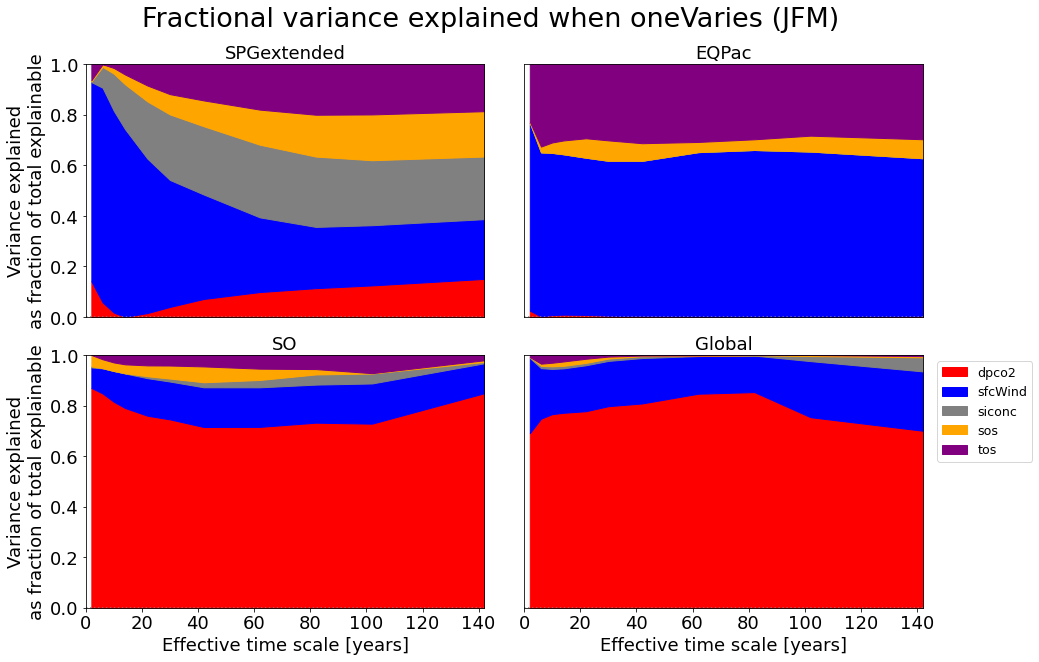 Fractional variance explained when oneVaries (JFM)
SPGextended
EQPac
Variance explained
as fraction of total explainable
1.0
0.8
0.6
0.4
0.2
0.0
SO
Global
Variance explained
as fraction of total explainable
1.0
0.8
0.6
0.4
0.2
0.0
0 20 40 60 80 100 120 140
0 20 40 60 80 100 120 140
Effective time scale [years]
Effective time scale [years]
dpco2
sfcWind
siconc
sos
tos